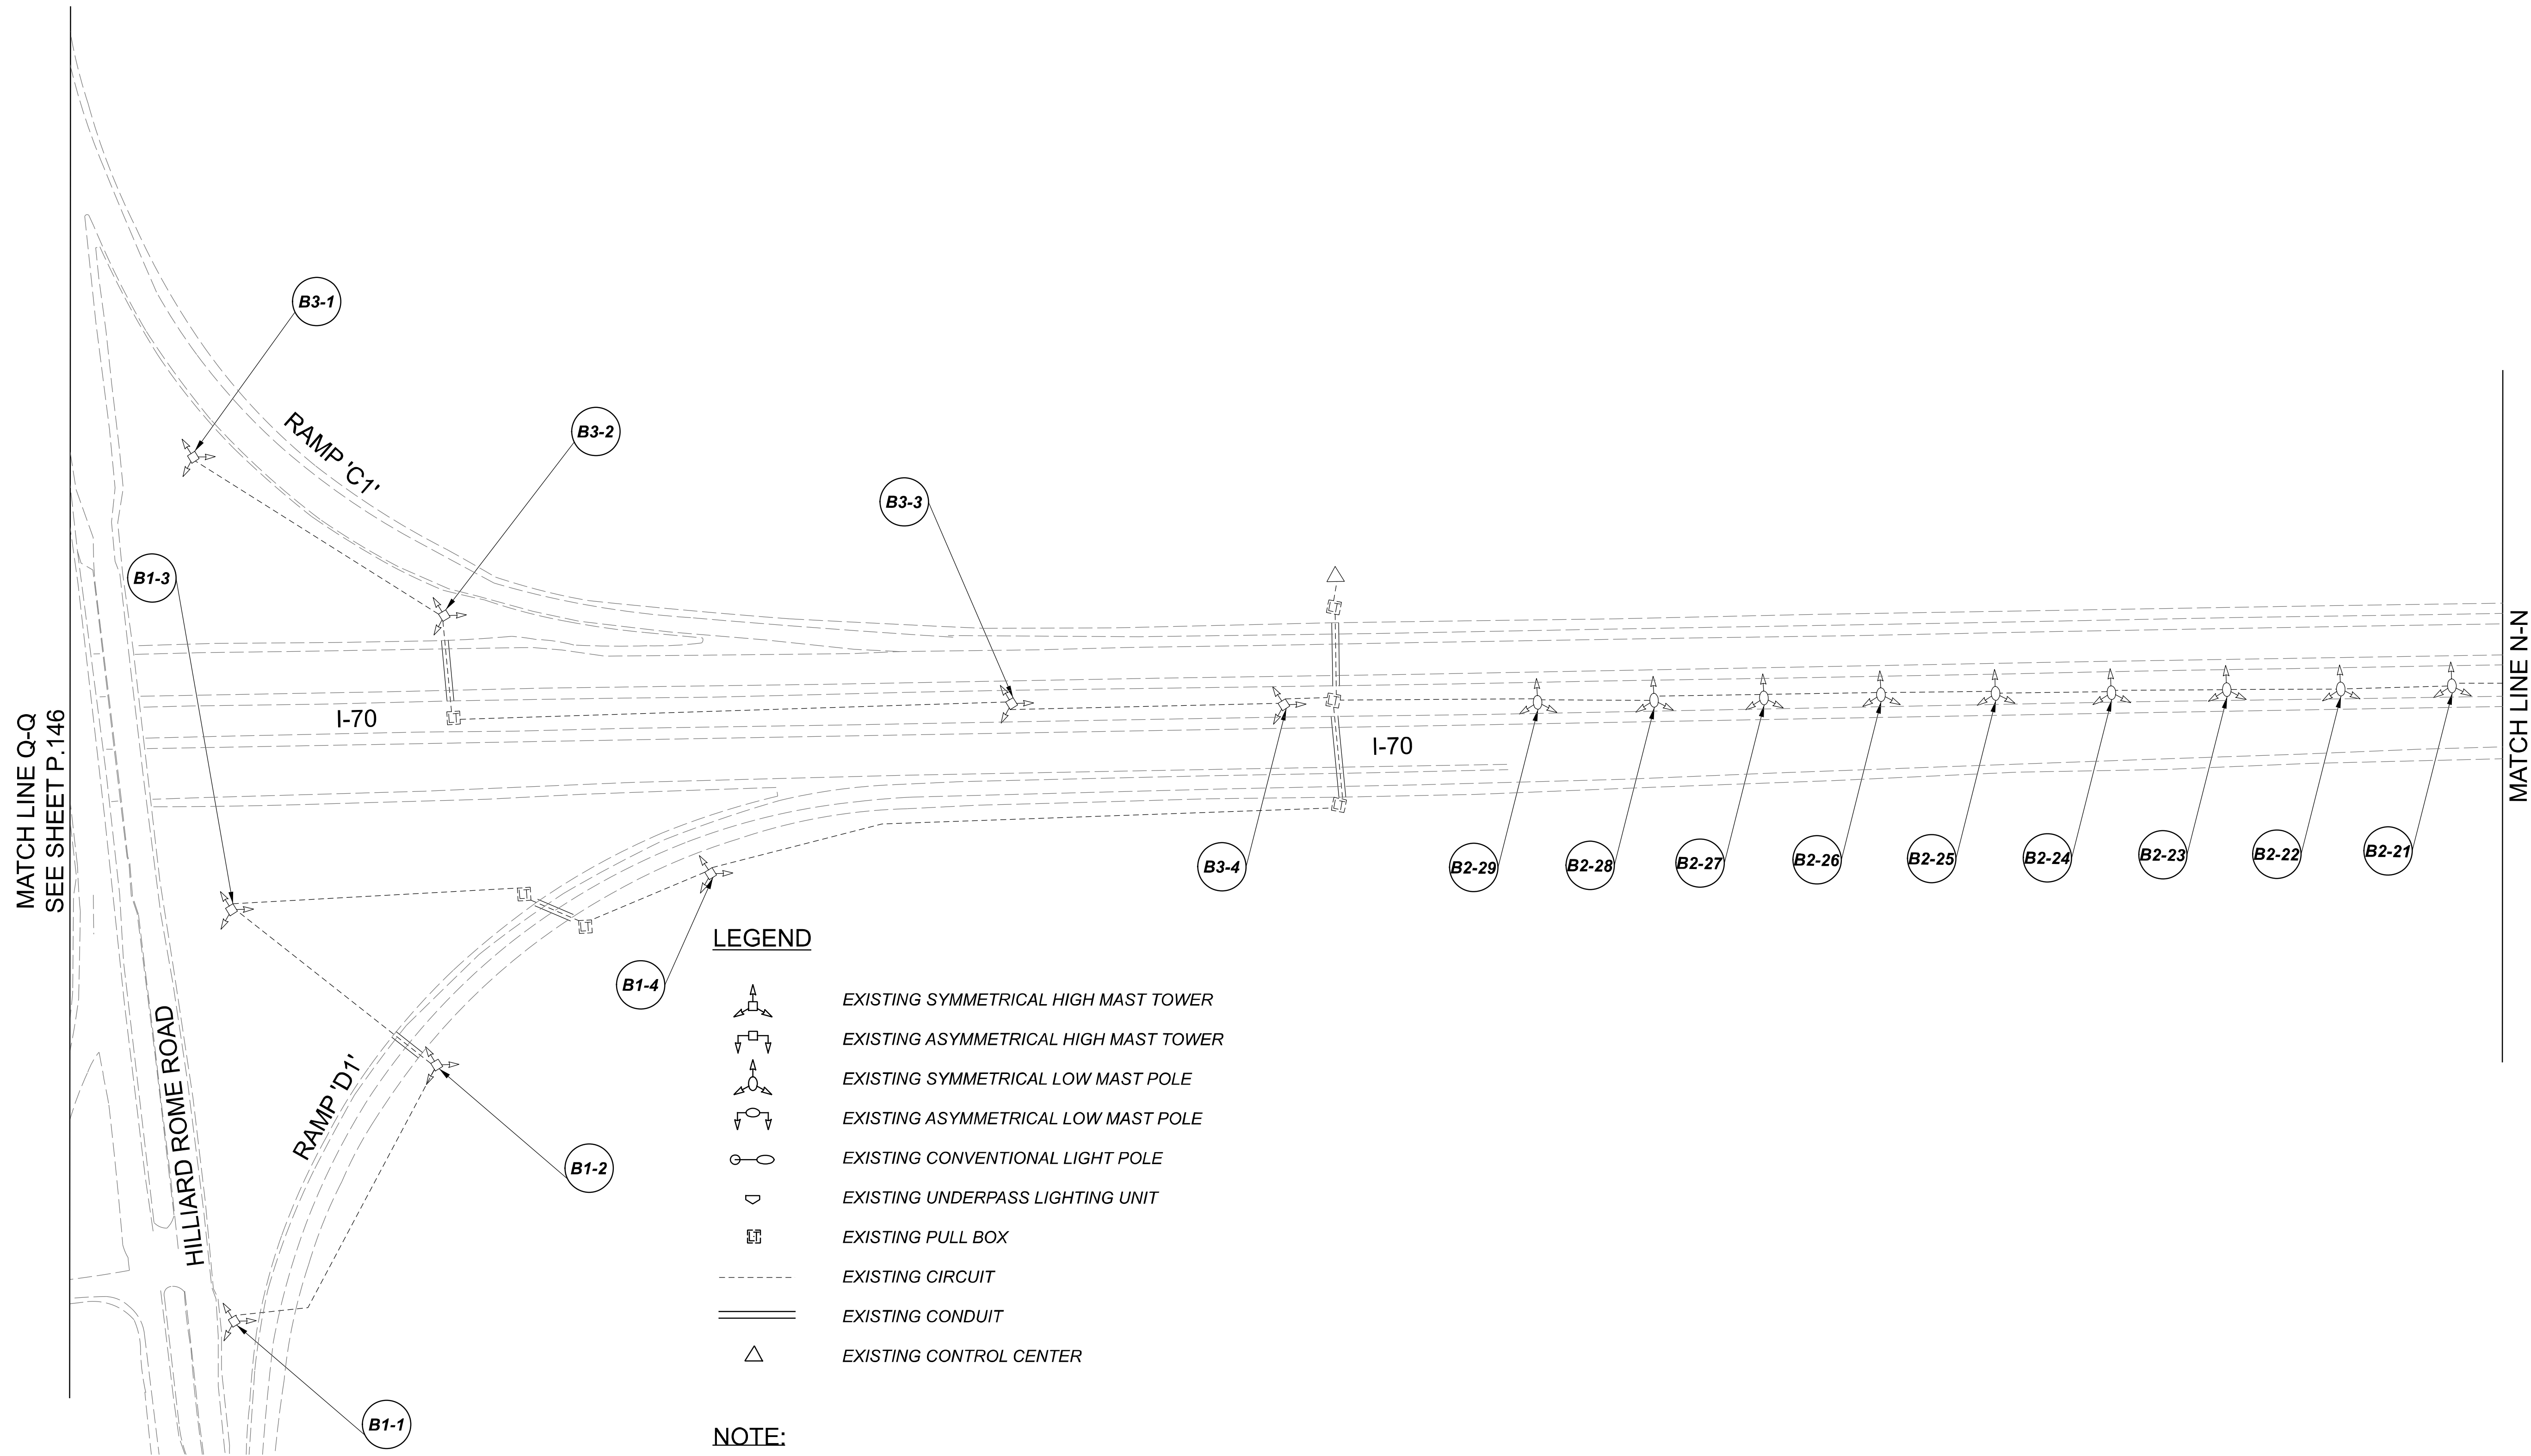 B3-1
B3-2
RAMP 'C1'
B3-3
B1-3
MATCH LINE Q-Q
SEE SHEET P.146
I-70
I-70
MATCH LINE N-N
B3-4
B2-29
B2-28
B2-27
B2-26
B2-25
B2-24
B2-23
B2-22
B2-21
B1-4
HILLIARD ROME ROAD
RAMP 'D1'
B1-2
B1-1
LEGEND
EXISTING SYMMETRICAL HIGH MAST TOWER
EXISTING ASYMMETRICAL HIGH MAST TOWER
EXISTING SYMMETRICAL LOW MAST POLE
EXISTING ASYMMETRICAL LOW MAST POLE
EXISTING CONVENTIONAL LIGHT POLE
EXISTING UNDERPASS LIGHTING UNIT
EXISTING PULL BOX
EXISTING CIRCUIT
EXISTING CONDUIT
EXISTING CONTROL CENTER
NOTE: